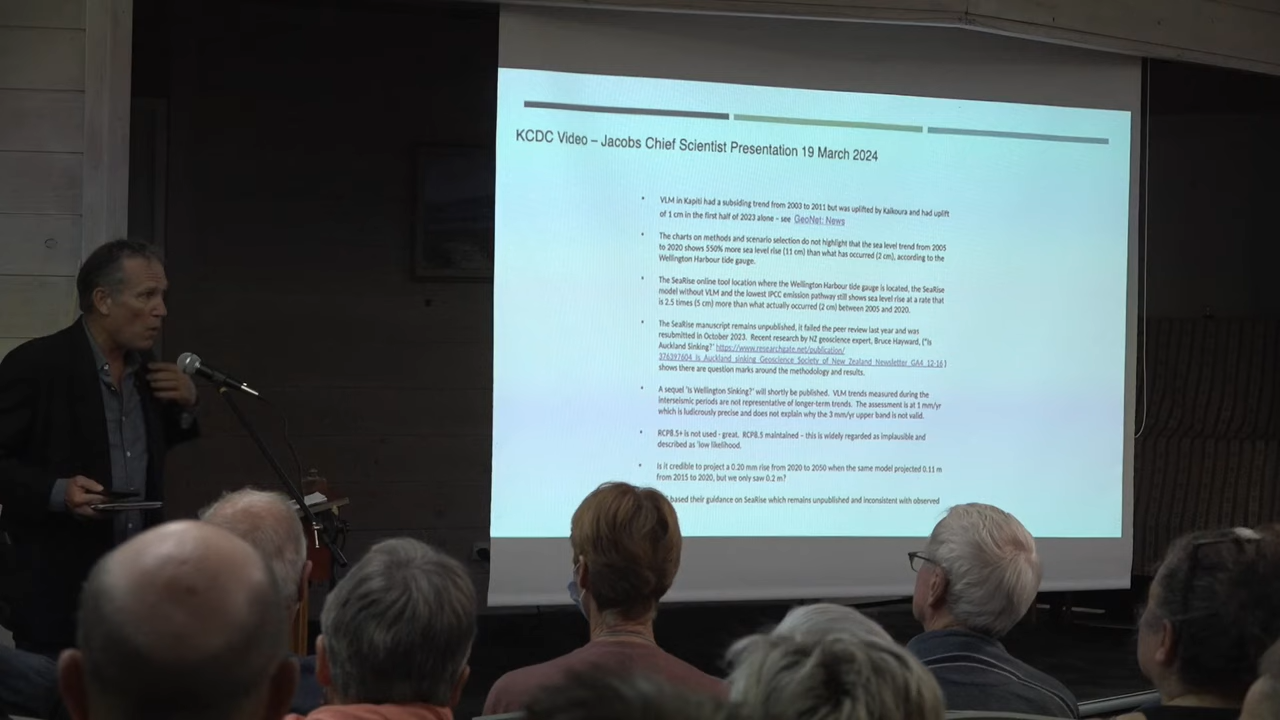 KCDC Video – Jacobs Chief Scientist Presentation 19 March 2024
• VLM in Kapiti had a subsiding trend from 2003 to 2011 but was uplifted by Kaikoura and had uplift
of 1 cm in the first half of 2023 alone – see GeoNet: News
• The charts on methods and scenario selection do not highlight that the sea level trend from 2005
to 2020 shows 550% more sea level rise (11 cm) than what has occurred (2 cm), according to the
Wellington Harbour tide gauge.
• The SeaRise online tool location where the Wellington Harbour tide gauge is located, the SeaRise
model without VLM and the lowest IPCC emission pathway still shows sea level rise at a rate that
is 2.5 times (5 cm) more than what actually occurred (2 cm) between 2005 and 2020.
• The SeaRise manuscript remains unpublished, it failed the peer review last year and was
resubmitted in October 2023. Recent research by NZ geoscience expert, Bruce Hayward, ("Is
Auckland Sinking?' https://www.researchgate.net/publication/
376397604_Is_Auckland_sinking_Geoscience_Society_of_New_Zealand_Newsletter_GA4_12-16 )
shows there are question marks around the methodology and results.
• A sequel 'Is Wellington Sinking?' will shortly be published. VLM trends measured during the
interseismic periods are not representative of longer-term trends. The assessment is at 1 mm/yr
which is ludicrously precise and does not explain why the 3 mm/yr upper band is not valid.
• RCP8.5+ is not used - great. RCP8.5 maintained – this is widely regarded as implausible and
described as 'low likelihood.
• Is it credible to project a 0.20 mm rise from 2020 to 2050 when the same model projected 0.11 m
from 2015 to 2020, but we only saw 0.2 m?
based their guidance on SeaRise which remains unpublished and inconsistent with observed